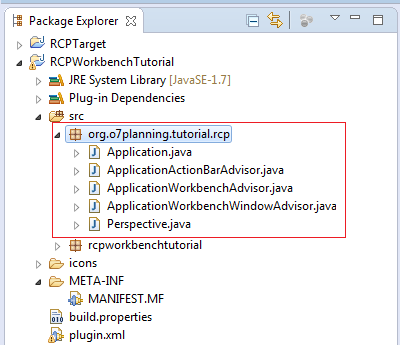 Package Explorer
RCPTarget
RCPWorkbenchTutorial
JRE System Library [JavaSE-1.7]
Plug-in Dependencies
src
org.o7planning.tutorial.rcp
Application.java
ApplicationActionBarAdvisor.java
ApplicationWorkbenchAdvisor.java
ApplicationWorkbenchWindowAdvisor.java
Perspective.java
rcpworkbenchtutorial
icons
META-INF
MANIFEST.MF
build.properties
plugin.xml